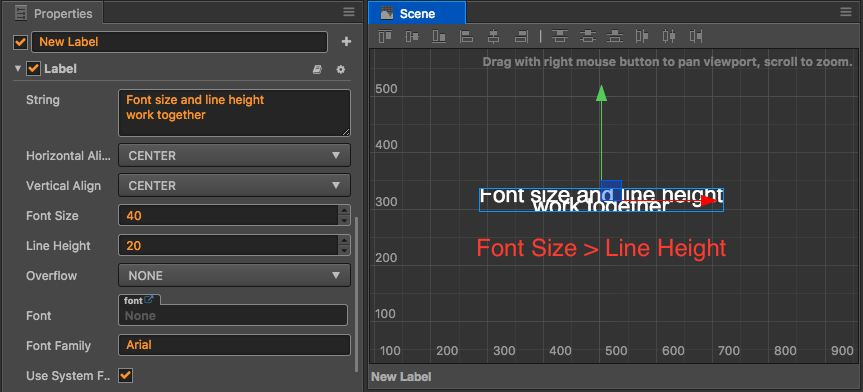 Properties
New Label
Label
String
Font size and line height
work together
Horizontal Ali...
CENTER
Vertical Align
CENTER
Font Size
40
Line Height
20
Overflow
NONE
font
Font
None
Font Family
Arial
Use System F..
Scene
Drag with right mouse button to pan viewport, scroll to zoom.
500
400
300
200
100
Font size and line height
work together
Font Size > Line Height
100
200
300
400
500
600
700
800
900
New Label